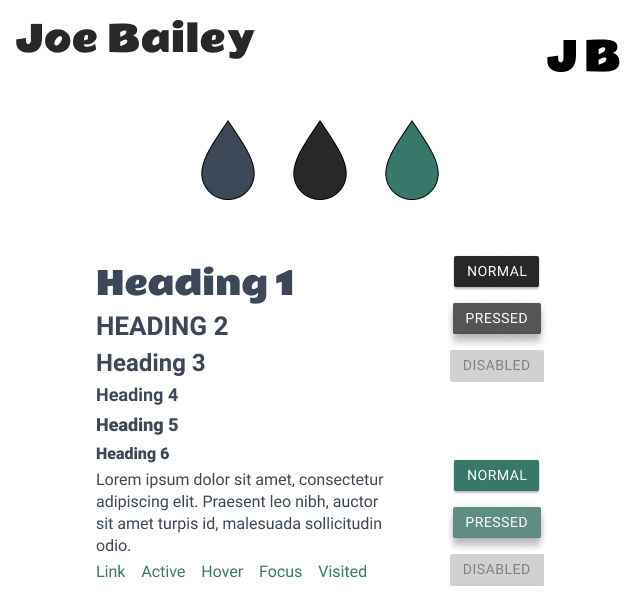 Joe Bailey
JB
Heading 1
HEADING 2
Heading 3
Heading 4
Heading 5
Heading 6
Lorem ipsum dolor sit amet, consectetur
adipiscing elit. Praesent leo nibh, auctor
sit amet turpis id, malesuada sollicitudin
odio.
Link Active Hover Focus Visited
NORMAL
PRESSED
DISABLED
NORMAL
PRESSED
DISABLED